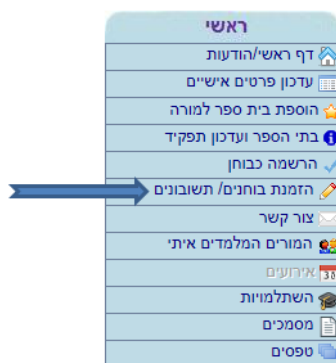 ראשי
דף ראשי/הודעות
עדכון פרטים אישיים
הוספת בית ספר למורה
בתי הספר ועדכון תפקיד
הרשמה כבוחן
הזמנת בוחנים/ תשובונים
צור קשר
המורים המלמדים איתי
אירועים
השתלמויות
מסמכים
טפסים